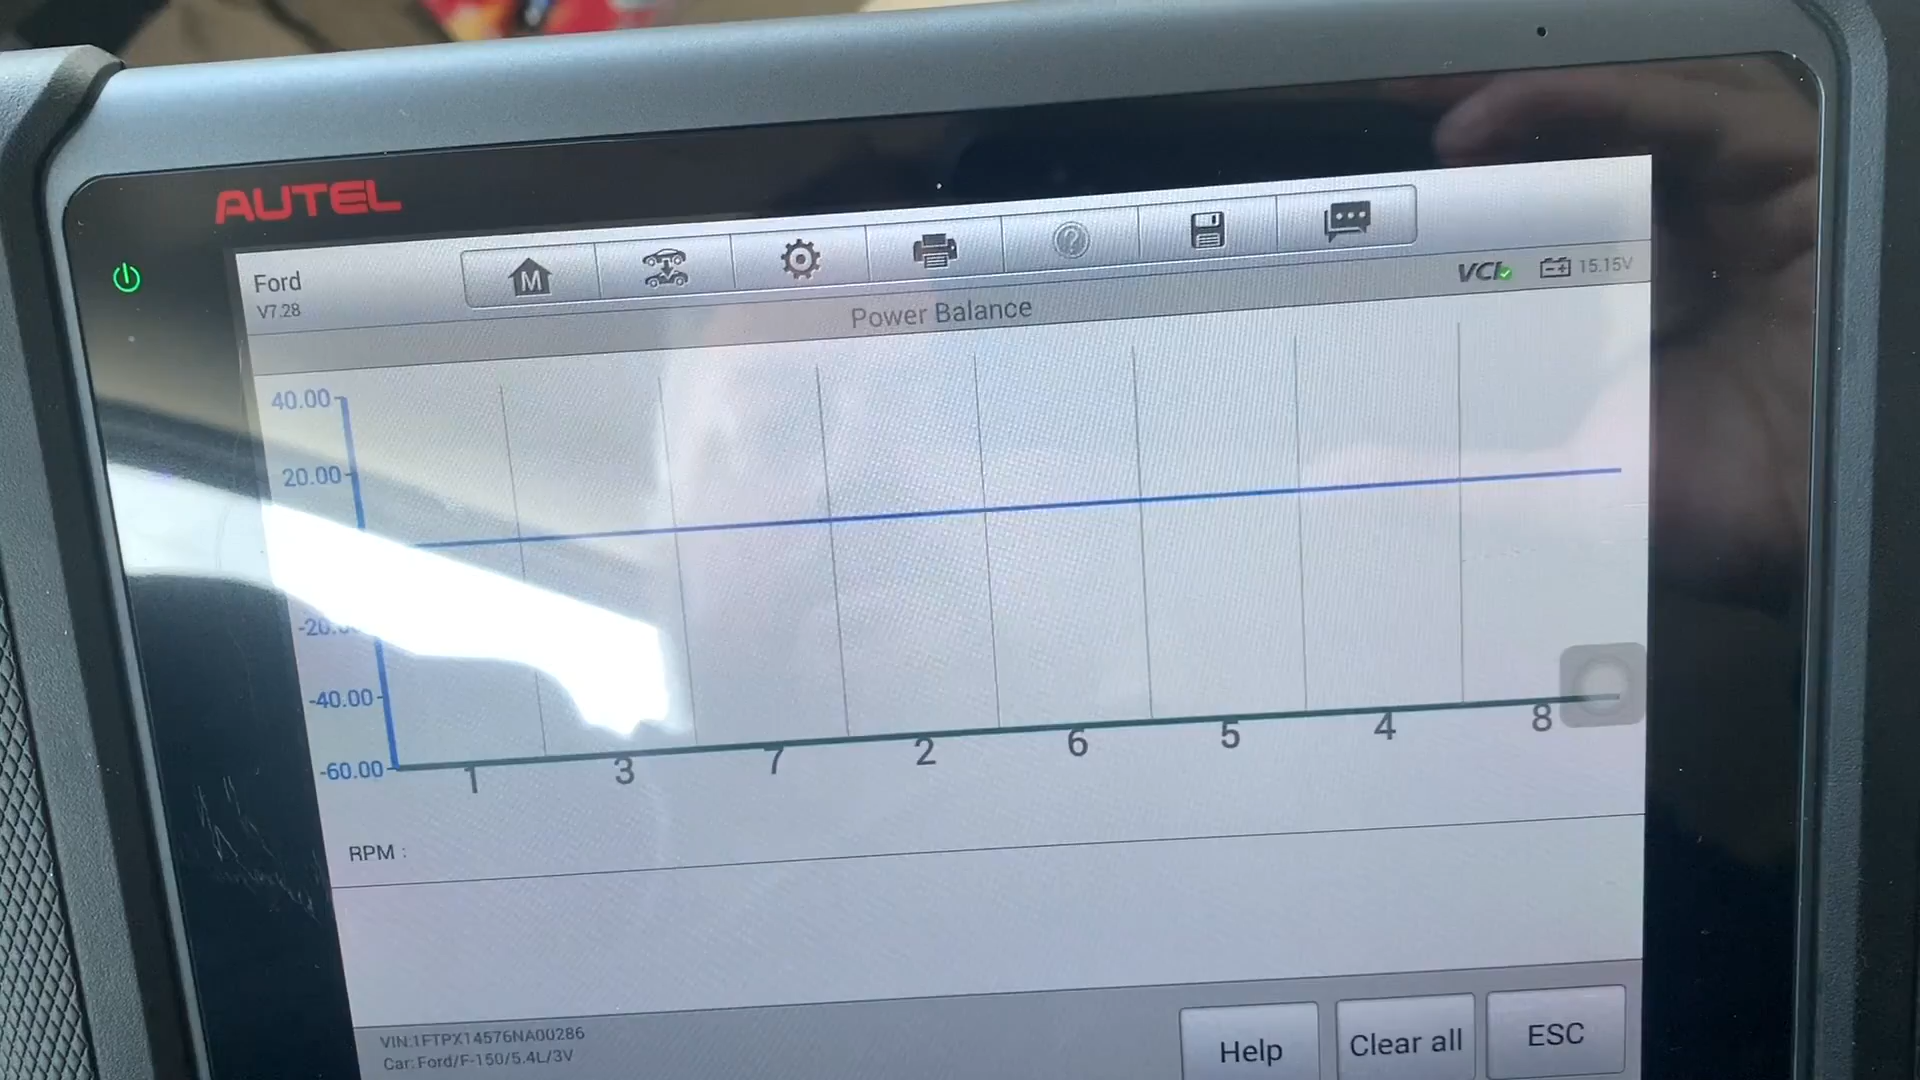 AUTEL
Ford
V7.28
M
?
VCI
15.15V
Power Balance
40.00
20.00
-20.
-40.00
-60.00
1 3 7 2 6 5 4 8
RPM :
VIN:1FTPX14576NA00286
Car:Ford/F-150/5.4L/3V
Help
Clear all
ESC